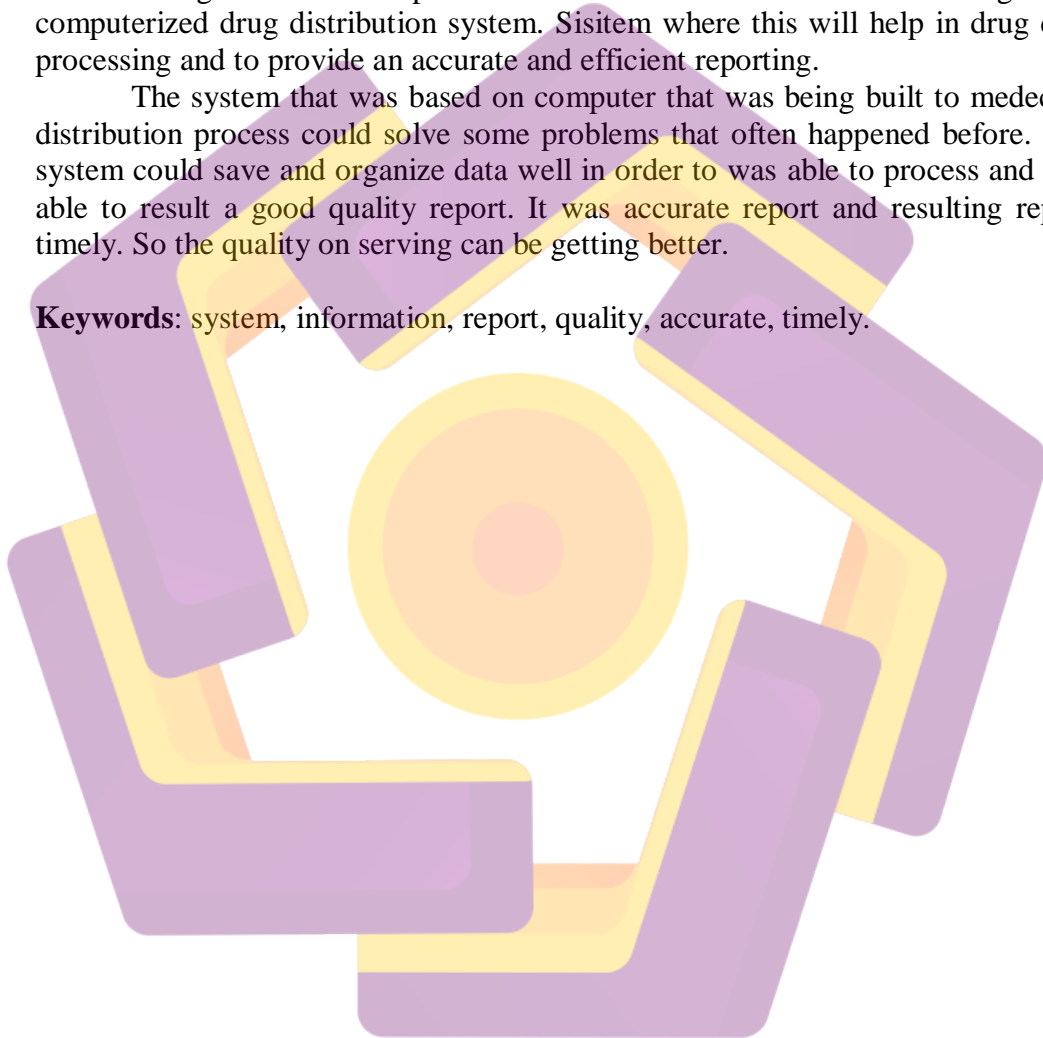 computerized drug distribution system. Sisitem where this will help in drug
processing and to provide an accurate and efficient reporting.
The system that was based on computer that was being built to
distribution process could solve some problems that often happened before.
system could save and organize data well in order to was able to process and
able to result a good quality report. It was accurate report and resulting
timely. So the quality on serving can be getting better.
Keywords: system, information, report, quality, accurate, timely.